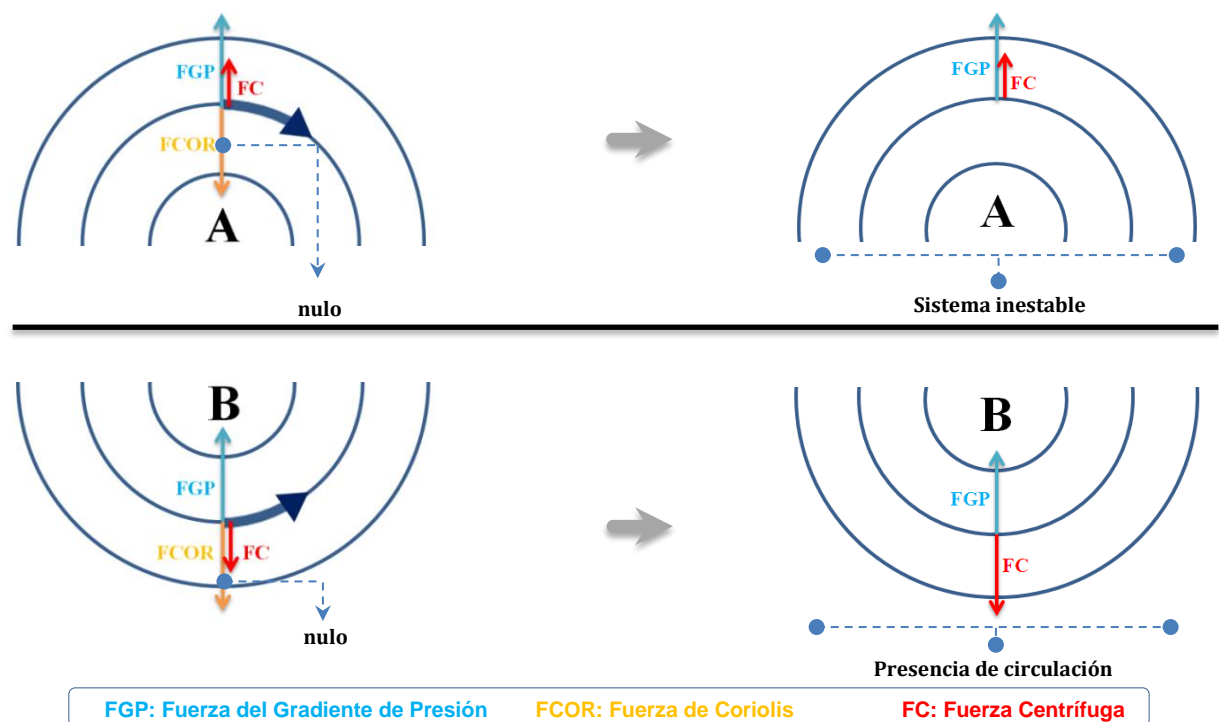 FGP
FC
FCOR
A
nulo
FGP
FC
A
Sistema inestable
B
FGP
FCOR
FC
nulo
B
FGP
FC
Presencia de circulación
FGP: Fuerza del Gradiente de Presión FCOR: Fuerza de Coriolis FC: Fuerza Centrífuga